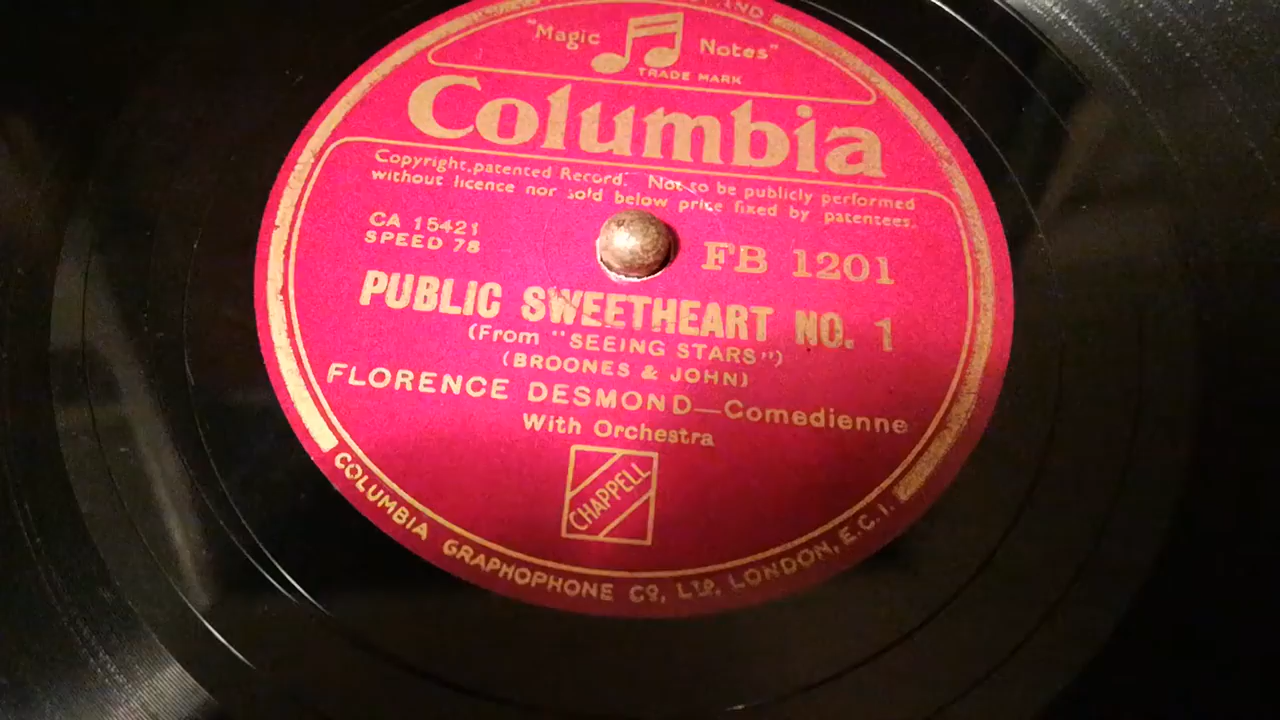 "Magic Notes"
TRADE MARK
Columbia
Copyright, patented Record. Not to be publicly performed
without licence nor sold below price fixed by patentees.
CA 15421
SPEED 78
FB 1201
PUBLIC SWEETHEART NO. 1
(From "SEEING STARS")
(BROONES & JOHN)
FLORENCE DESMOND—Comedienne
With Orchestra
CHAPPELL
COLUMBIA GRAPHOPHONE CO, LTD, LONDON, E.C.1.